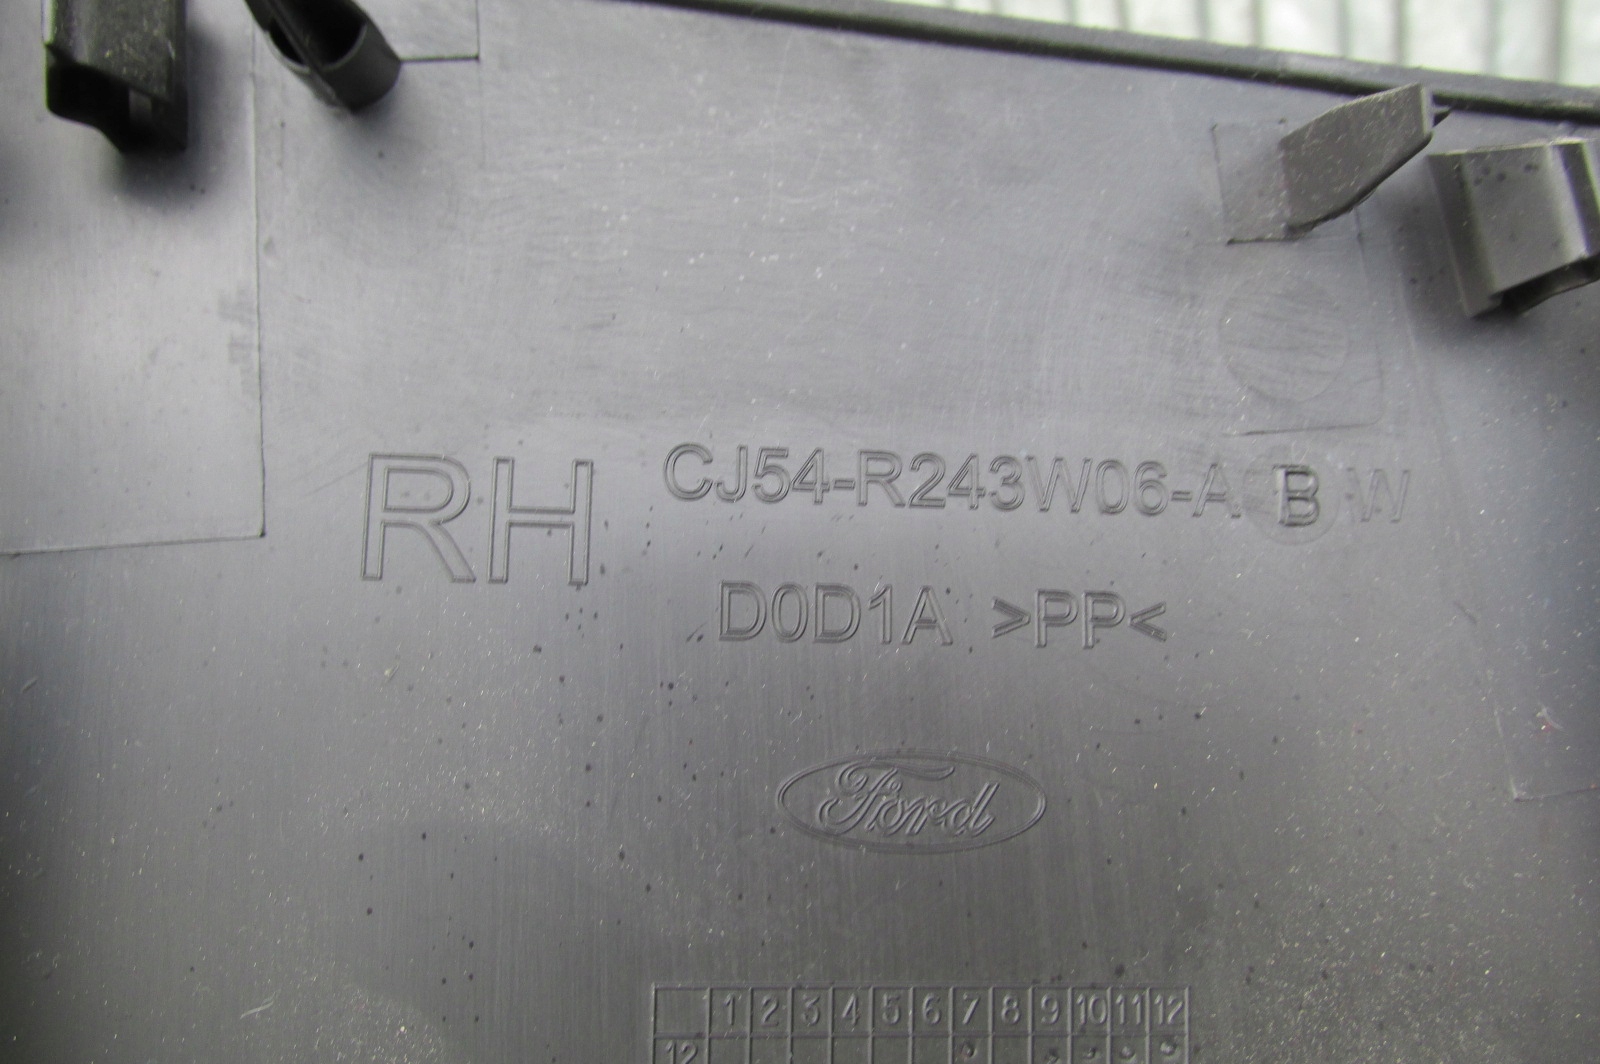 RH CJ54-R243W06-A B W
D0D1A >PP<
Ford
1 2 3 4 5 6 7 8 9 10 11 12
12